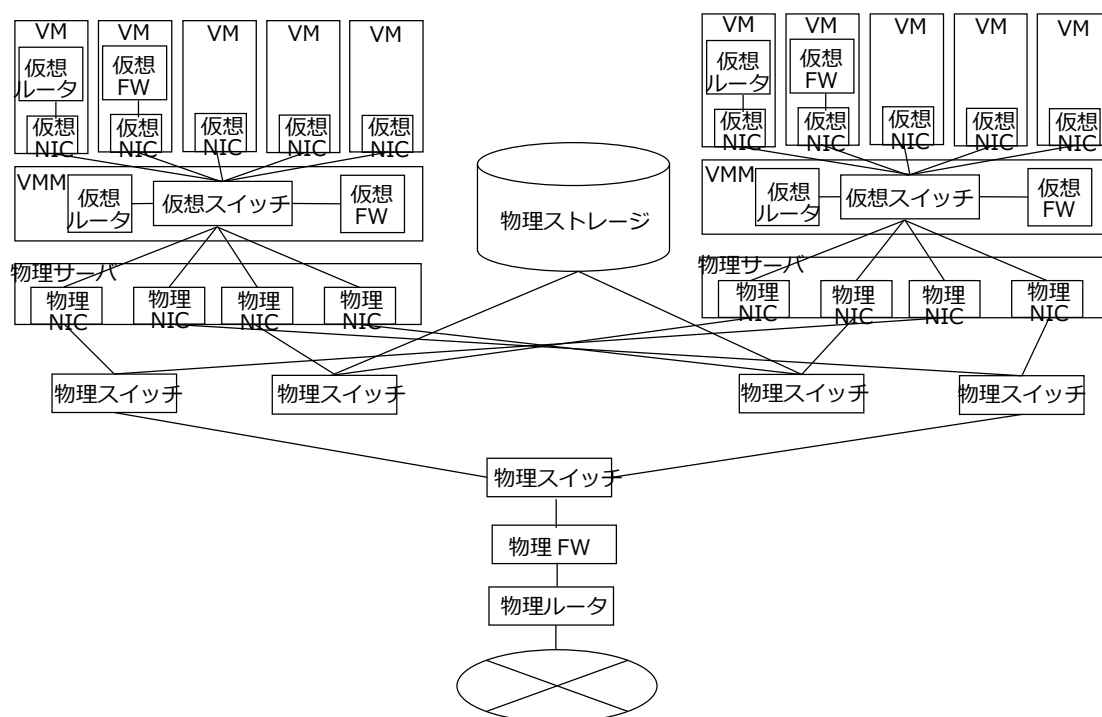 VM VM VM VM VM
仮想
ルータ
仮想
FW
仮想
NIC
仮想
NIC
仮想
NIC
仮想
NIC
仮想
NIC
VMM
仮想
ルータ
仮想スイッチ
仮想
FW
物理サーバ
物理
NIC
物理
NIC
物理
NIC
物理
NIC
物理ストレージ
VM VM VM VM VM
仮想
ルータ
仮想
FW
仮想
NIC
仮想
NIC
仮想
NIC
仮想
NIC
仮想
NIC
VMM
仮想
ルータ
仮想スイッチ
仮想
FW
物理サーバ
物理
NIC
物理
NIC
物理
NIC
物理
NIC
物理スイッチ
物理スイッチ
物理スイッチ
物理スイッチ
物理スイッチ
物理 FW
物理ルータ